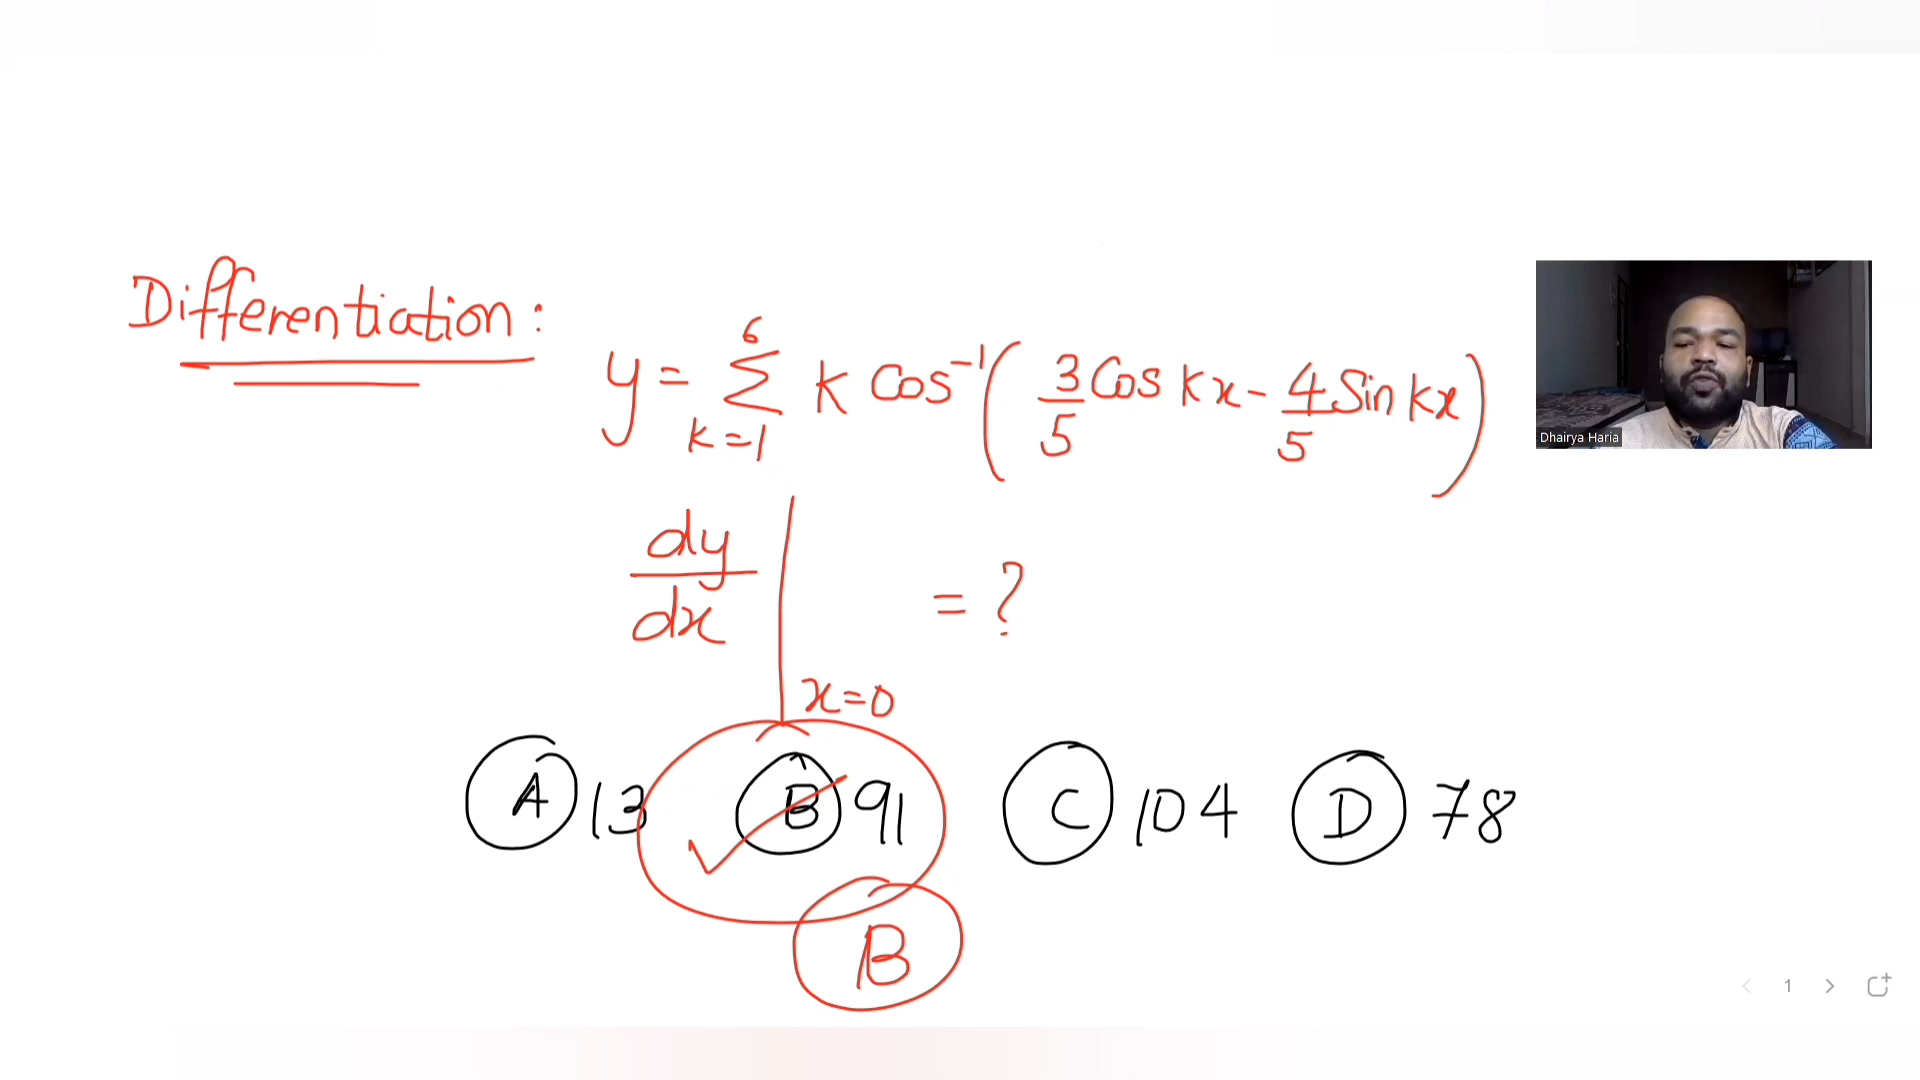 Differentiation:
y = 6 Σ k=1 k Cos⁻¹( 3/5 Cos kx - 4/5 Sin kx )
Dhairya Haria
dy/dx | x=0 = ?
A 13 B 91 C 104 D 78
B
1